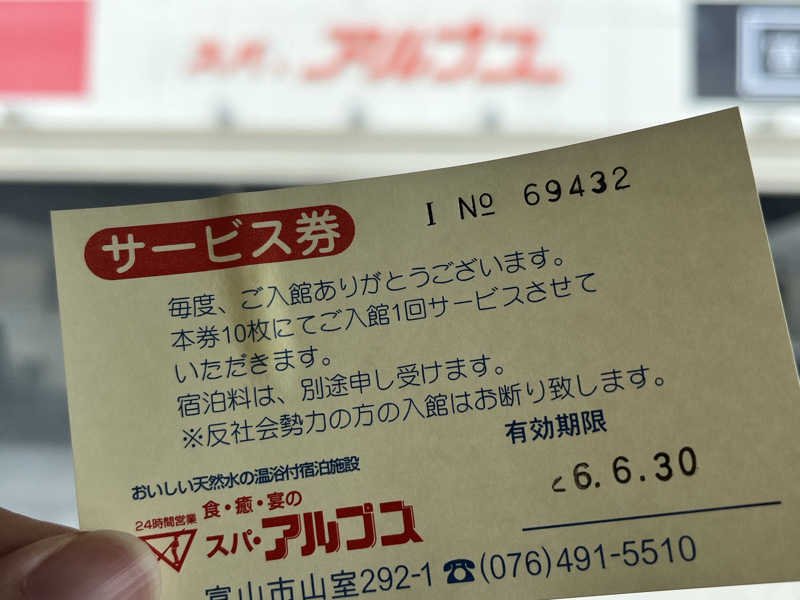 スパ・アルプス
サービス券
I № 69432
毎度、ご入館ありがとうございます。
本券10枚にてご入館1回サービスさせて
いただきます。
宿泊料は、別途申し受けます。
※反社会勢力の方の入館はお断り致します。
有効期限
26.6.30
おいしい天然水の温浴付宿泊施設
24時間営業
食・癒・宴の
スパ・アルプス
富山市山室292-1 ☎(076)491-5510